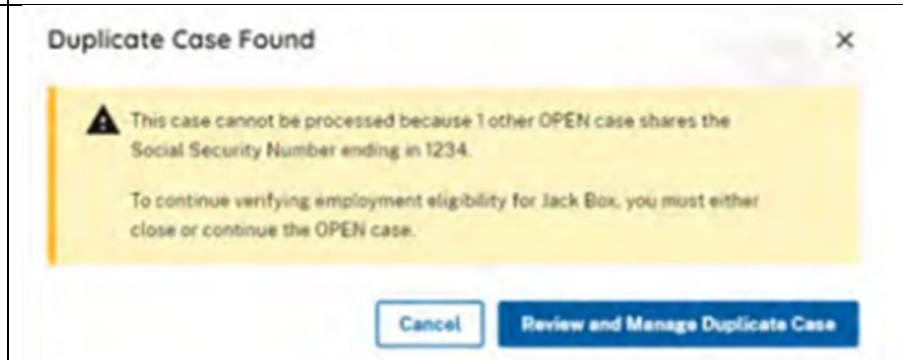 Duplicate Case Found
This case cannot be processed because 1 other OPEN case shares the
Social Security Number ending in 1234.
To continue verifying employment eligibility for Jack Box, you must either
close or continue the OPEN case.
Cancel
Review and Manage Duplicate Case